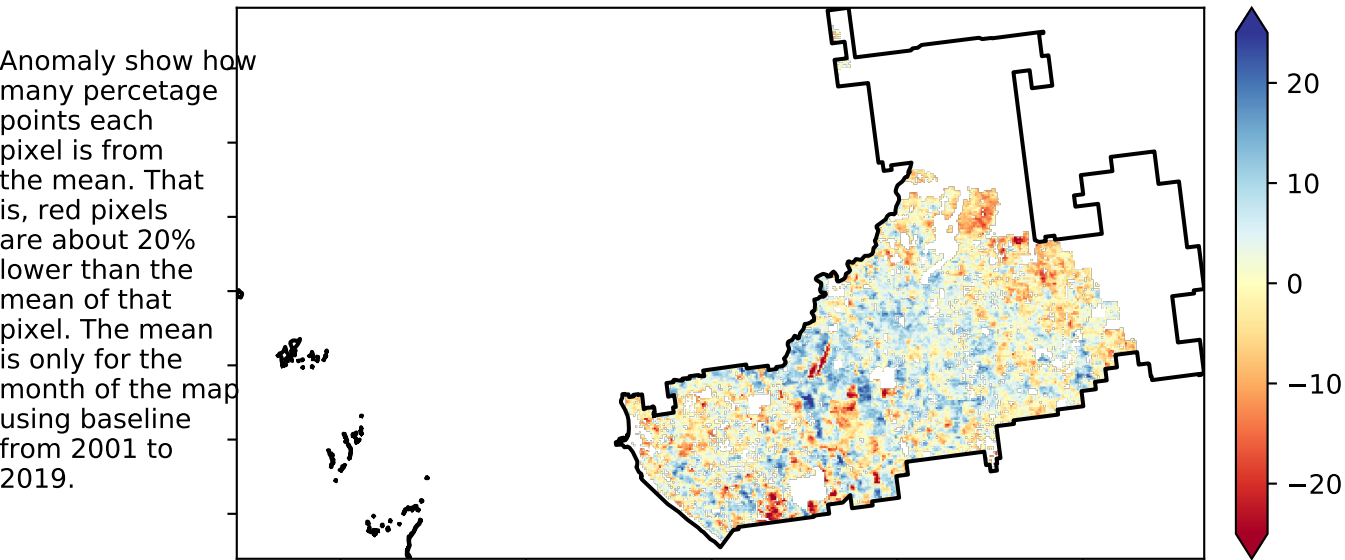 Anomaly show how
many percetage
points each
pixel is from
the mean. That
is, red pixels
are about 20%
lower than the
mean of that
pixel. The mean
is only for the
month of the map
using baseline
from 2001 to
2019.
20
10
0
−10
−20